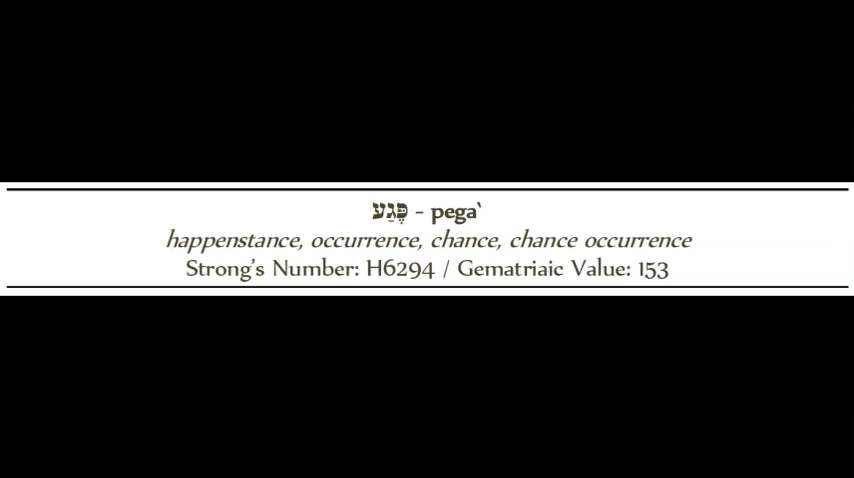 פֶּגַע - pega`
happenstance, occurrence, chance, chance occurrence
Strong's Number: H6294 / Gematriaic Value: 153